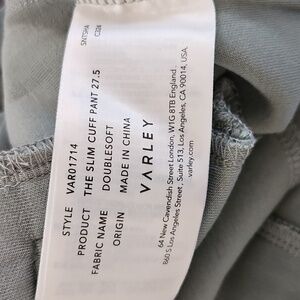 SNTSMA
C326
STYLE VAR01714
PRODUCT THE SLIM CUFF PANT 27.5
FABRIC NAME DOUBLESOFT
ORIGIN MADE IN CHINA
VARLEY
64 New Cavendish Street London, W1G 8TB England.
860 S Los Angeles Street, Suite 513, Los Angeles, CA 90014, USA.
varley.com